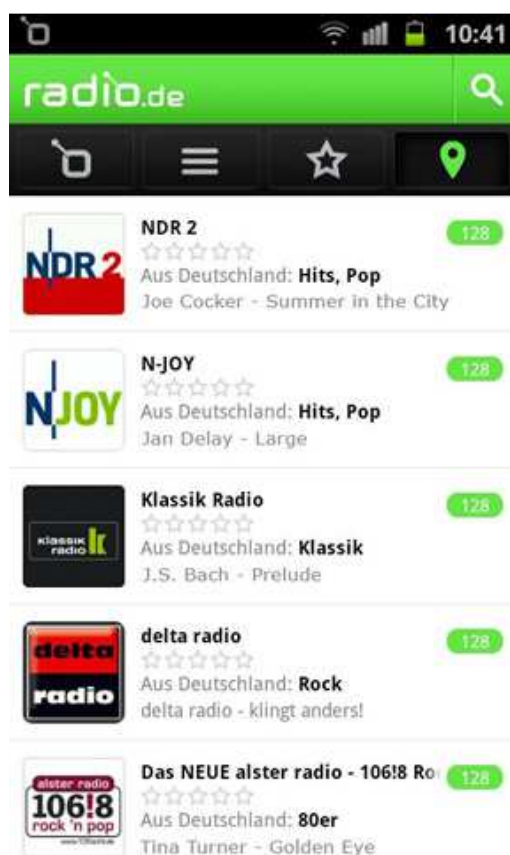 10:41
radio.de
NDR 2
NDR 2
128
Aus Deutschland: Hits, Pop
Joe Cocker - Summer in the City
N-JOY
N JOY
128
Aus Deutschland: Hits, Pop
Jan Delay - Large
Klassik Radio
KLASSIK
radio
128
Aus Deutschland: Klassik
J.S. Bach - Prelude
delta radio
delta
radio
128
Aus Deutschland: Rock
delta radio - klingt anders!
Das NEUE alster radio - 106!8 Ro
alster radio
106!8
rock 'n pop
128
Aus Deutschland: 80er
Tina Turner - Golden Eye